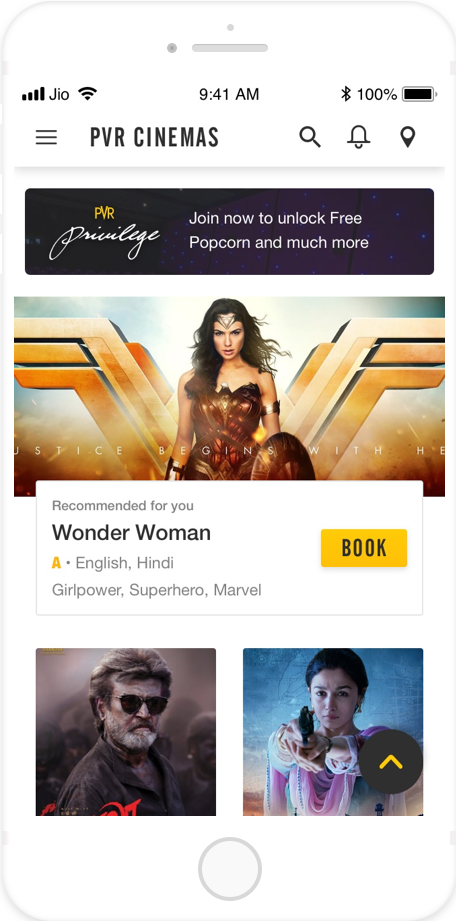 Jio 9:41 AM 100%
PVR CINEMAS
PVR
Privilege
Join now to unlock Free
Popcorn and much more
USTICE BEGINS WITH HE
Recommended for you
Wonder Woman
A • English, Hindi
BOOK
Girlpower, Superhero, Marvel